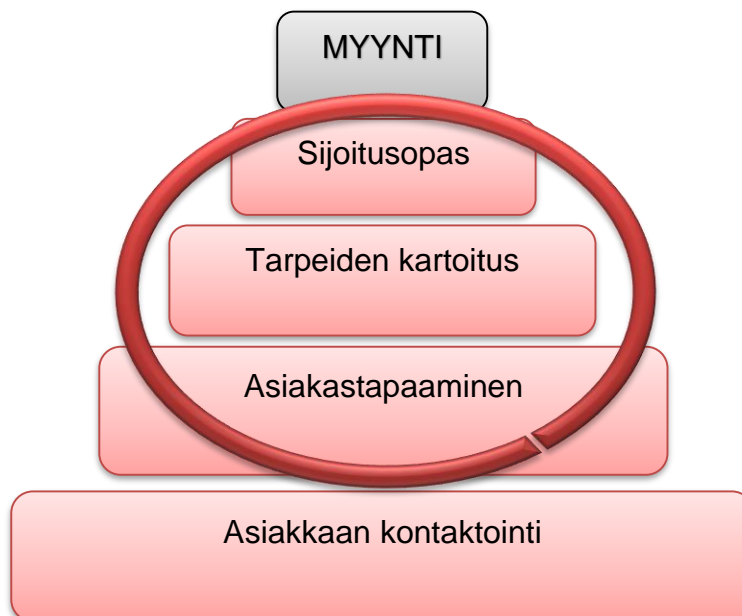 MYYNTI
Sijoitusopas
Tarpeiden kartoitus
Asiakastapaaminen
Asiakkaan kontaktointi